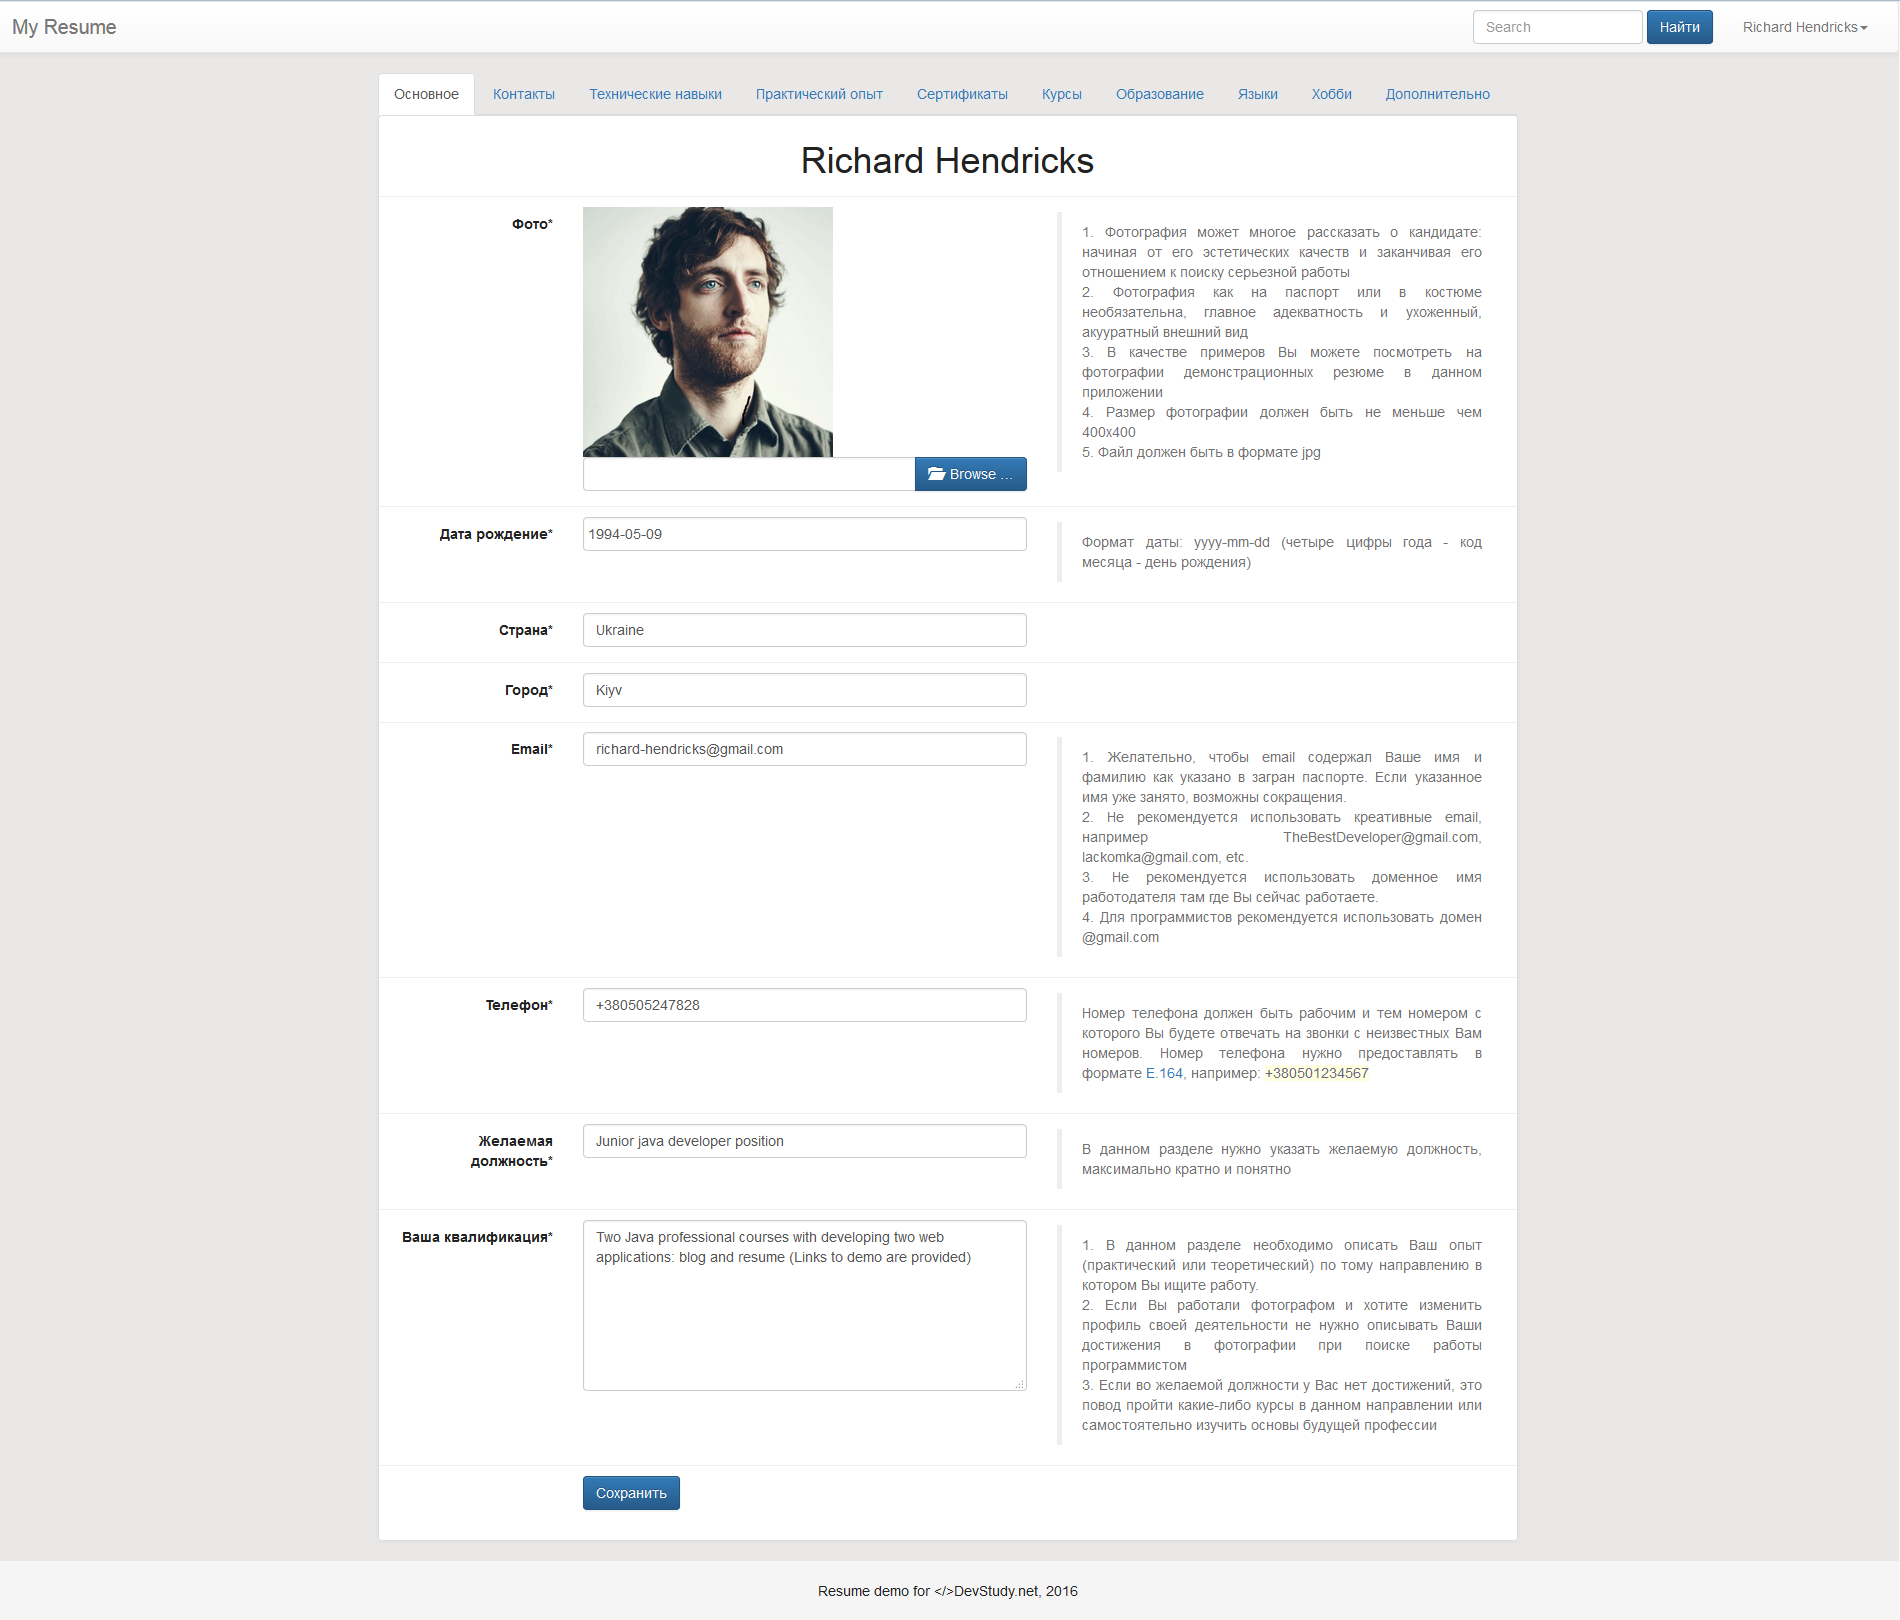 My Resume
Search
Найти
Richard Hendricks
Основное
Контакты
Технические навыки
Практический опыт
Сертификаты
Курсы
Образование
Языки
Хобби
Дополнительно
Richard Hendricks
Фото*
1. Фотография может многое рассказать о кандидате:
начиная от его эстетических качеств и заканчивая его
отношением к поиску серьезной работы
2. Фотография как на паспорт или в костюме
необязательна, главное адекватность и ухоженный,
акууратный внешний вид
3. В качестве примеров Вы можете посмотреть на
фотографии демонстрационных резюме в данном
приложении
4. Размер фотографии должен быть не меньше чем
400x400
5. Файл должен быть в формате jpg
Browse ...
Дата рождение*
1994-05-09
Формат даты: yyyy-mm-dd (четыре цифры года - код
месяца - день рождения)
Страна*
Ukraine
Город*
Kiyv
Email*
richard-hendricks@gmail.com
1. Желательно, чтобы email содержал Ваше имя и
фамилию как указано в загран паспорте. Если указанное
имя уже занято, возможны сокращения.
2. Не рекомендуется использовать креативные email,
например TheBestDeveloper@gmail.com,
lackomka@gmail.com, etc.
3. Не рекомендуется использовать доменное имя
работодателя там где Вы сейчас работаете.
4. Для программистов рекомендуется использовать домен
@gmail.com
Телефон*
+380505247828
Номер телефона должен быть рабочим и тем номером с
которого Вы будете отвечать на звонки с неизвестных Вам
номеров. Номер телефона нужно предоставлять в
формате E.164, например: +380501234567
Желаемая
должность*
Junior java developer position
В данном разделе нужно указать желаемую должность,
максимально кратно и понятно
Ваша квалификация*
Two Java professional courses with developing two web
applications: blog and resume (Links to demo are provided)
1. В данном разделе необходимо описать Ваш опыт
(практический или теоретический) по тому направлению в
котором Вы ищите работу.
2. Если Вы работали фотографом и хотите изменить
профиль своей деятельности не нужно описывать Ваши
достижения в фотографии при поиске работы
программистом
3. Если во желаемой должности у Вас нет достижений, это
повод пройти какие-либо курсы в данном направлении или
самостоятельно изучить основы будущей профессии
Сохранить
Resume demo for </>DevStudy.net, 2016